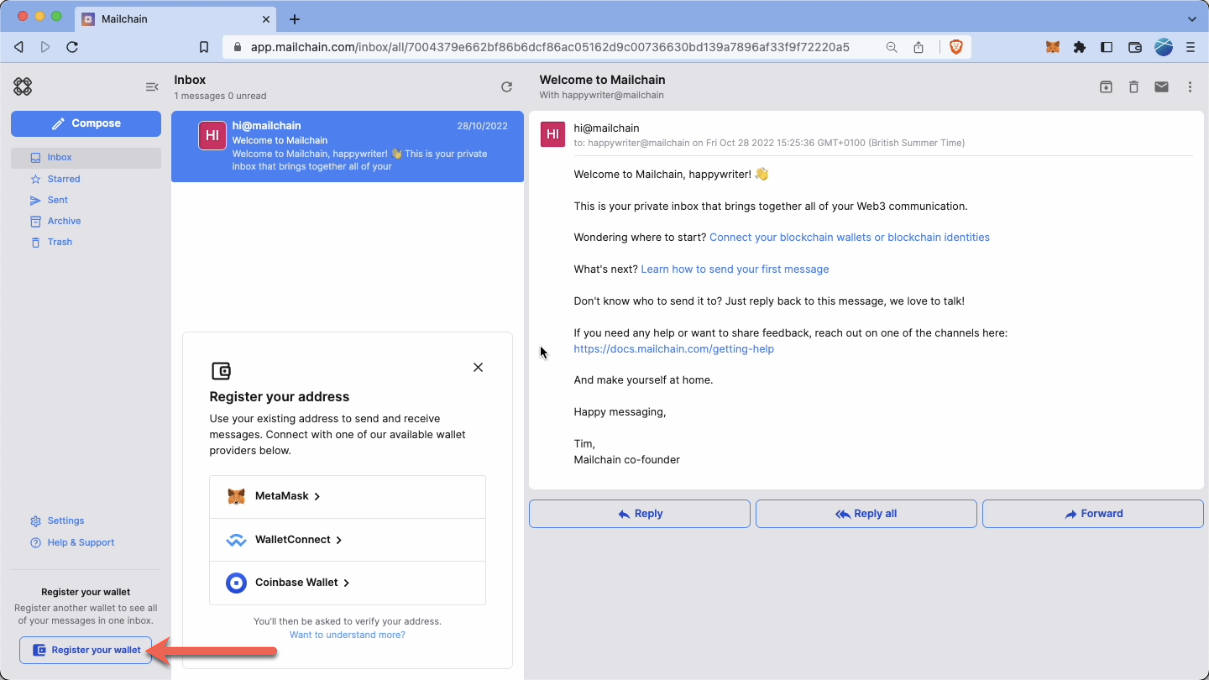 Mailchain
app.mailchain.com/inbox/all/7004379e662bf86b6dcf86ac05162d9c00736630bd139a7896af33f9f72220a5
Compose
Inbox
Starred
Sent
Archive
Trash
Settings
Help & Support
Register your wallet
Register another wallet to see all
of your messages in one inbox.
Register your wallet
Inbox
1 messages 0 unread
HI
hi@mailchain
28/10/2022
Welcome to Mailchain
Welcome to Mailchain, happywriter! 👋 This is your private
inbox that brings together all of your
Register your address
Use your existing address to send and receive
messages. Connect with one of our available wallet
providers below.
MetaMask
WalletConnect
Coinbase Wallet
You'll then be asked to verify your address.
Want to understand more?
Welcome to Mailchain
With happywriter@mailchain
HI
hi@mailchain
to: happywriter@mailchain on Fri Oct 28 2022 15:25:36 GMT+0100 (British Summer Time)
Welcome to Mailchain, happywriter! 👋
This is your private inbox that brings together all of your Web3 communication.
Wondering where to start? Connect your blockchain wallets or blockchain identities
What's next? Learn how to send your first message
Don't know who to send it to? Just reply back to this message, we love to talk!
If you need any help or want to share feedback, reach out on one of the channels here:
https://docs.mailchain.com/getting-help
And make yourself at home.
Happy messaging,
Tim,
Mailchain co-founder
Reply
Reply all
Forward